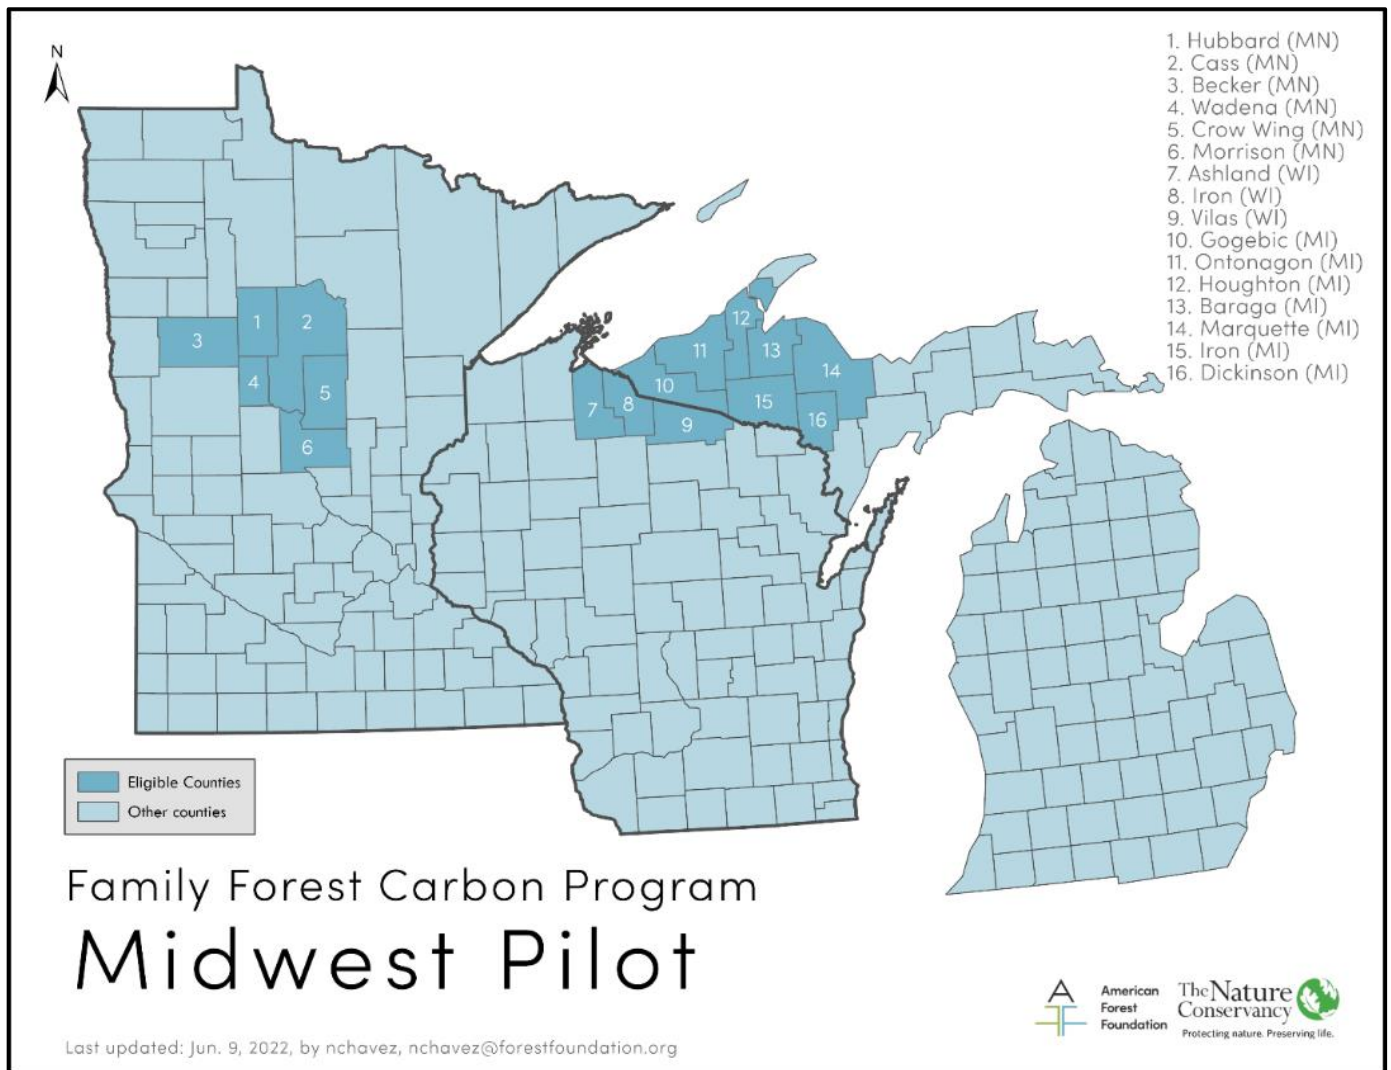 N
1. Hubbard (MN)
2. Cass (MN)
3. Becker (MN)
4. Wadena (MN)
5. Crow Wing (MN)
6. Morrison (MN)
7. Ashland (WI)
8. Iron (WI)
9. Vilas (WI)
10. Gogebic (MI)
11. Ontonagon (MI)
12. Houghton (MI)
13. Baraga (MI)
14. Marquette (MI)
15. Iron (MI)
16. Dickinson (MI)
1
2
3
4
5
6
7
8
9
10
11
12
13
14
15
16
Eligible Counties
Other counties
Family Forest Carbon Program
Midwest Pilot
Last updated: Jun. 9, 2022, by nchavez, nchavez@forestfoundation.org
American
Forest
Foundation
The Nature
Conservancy
Protecting nature. Preserving life.